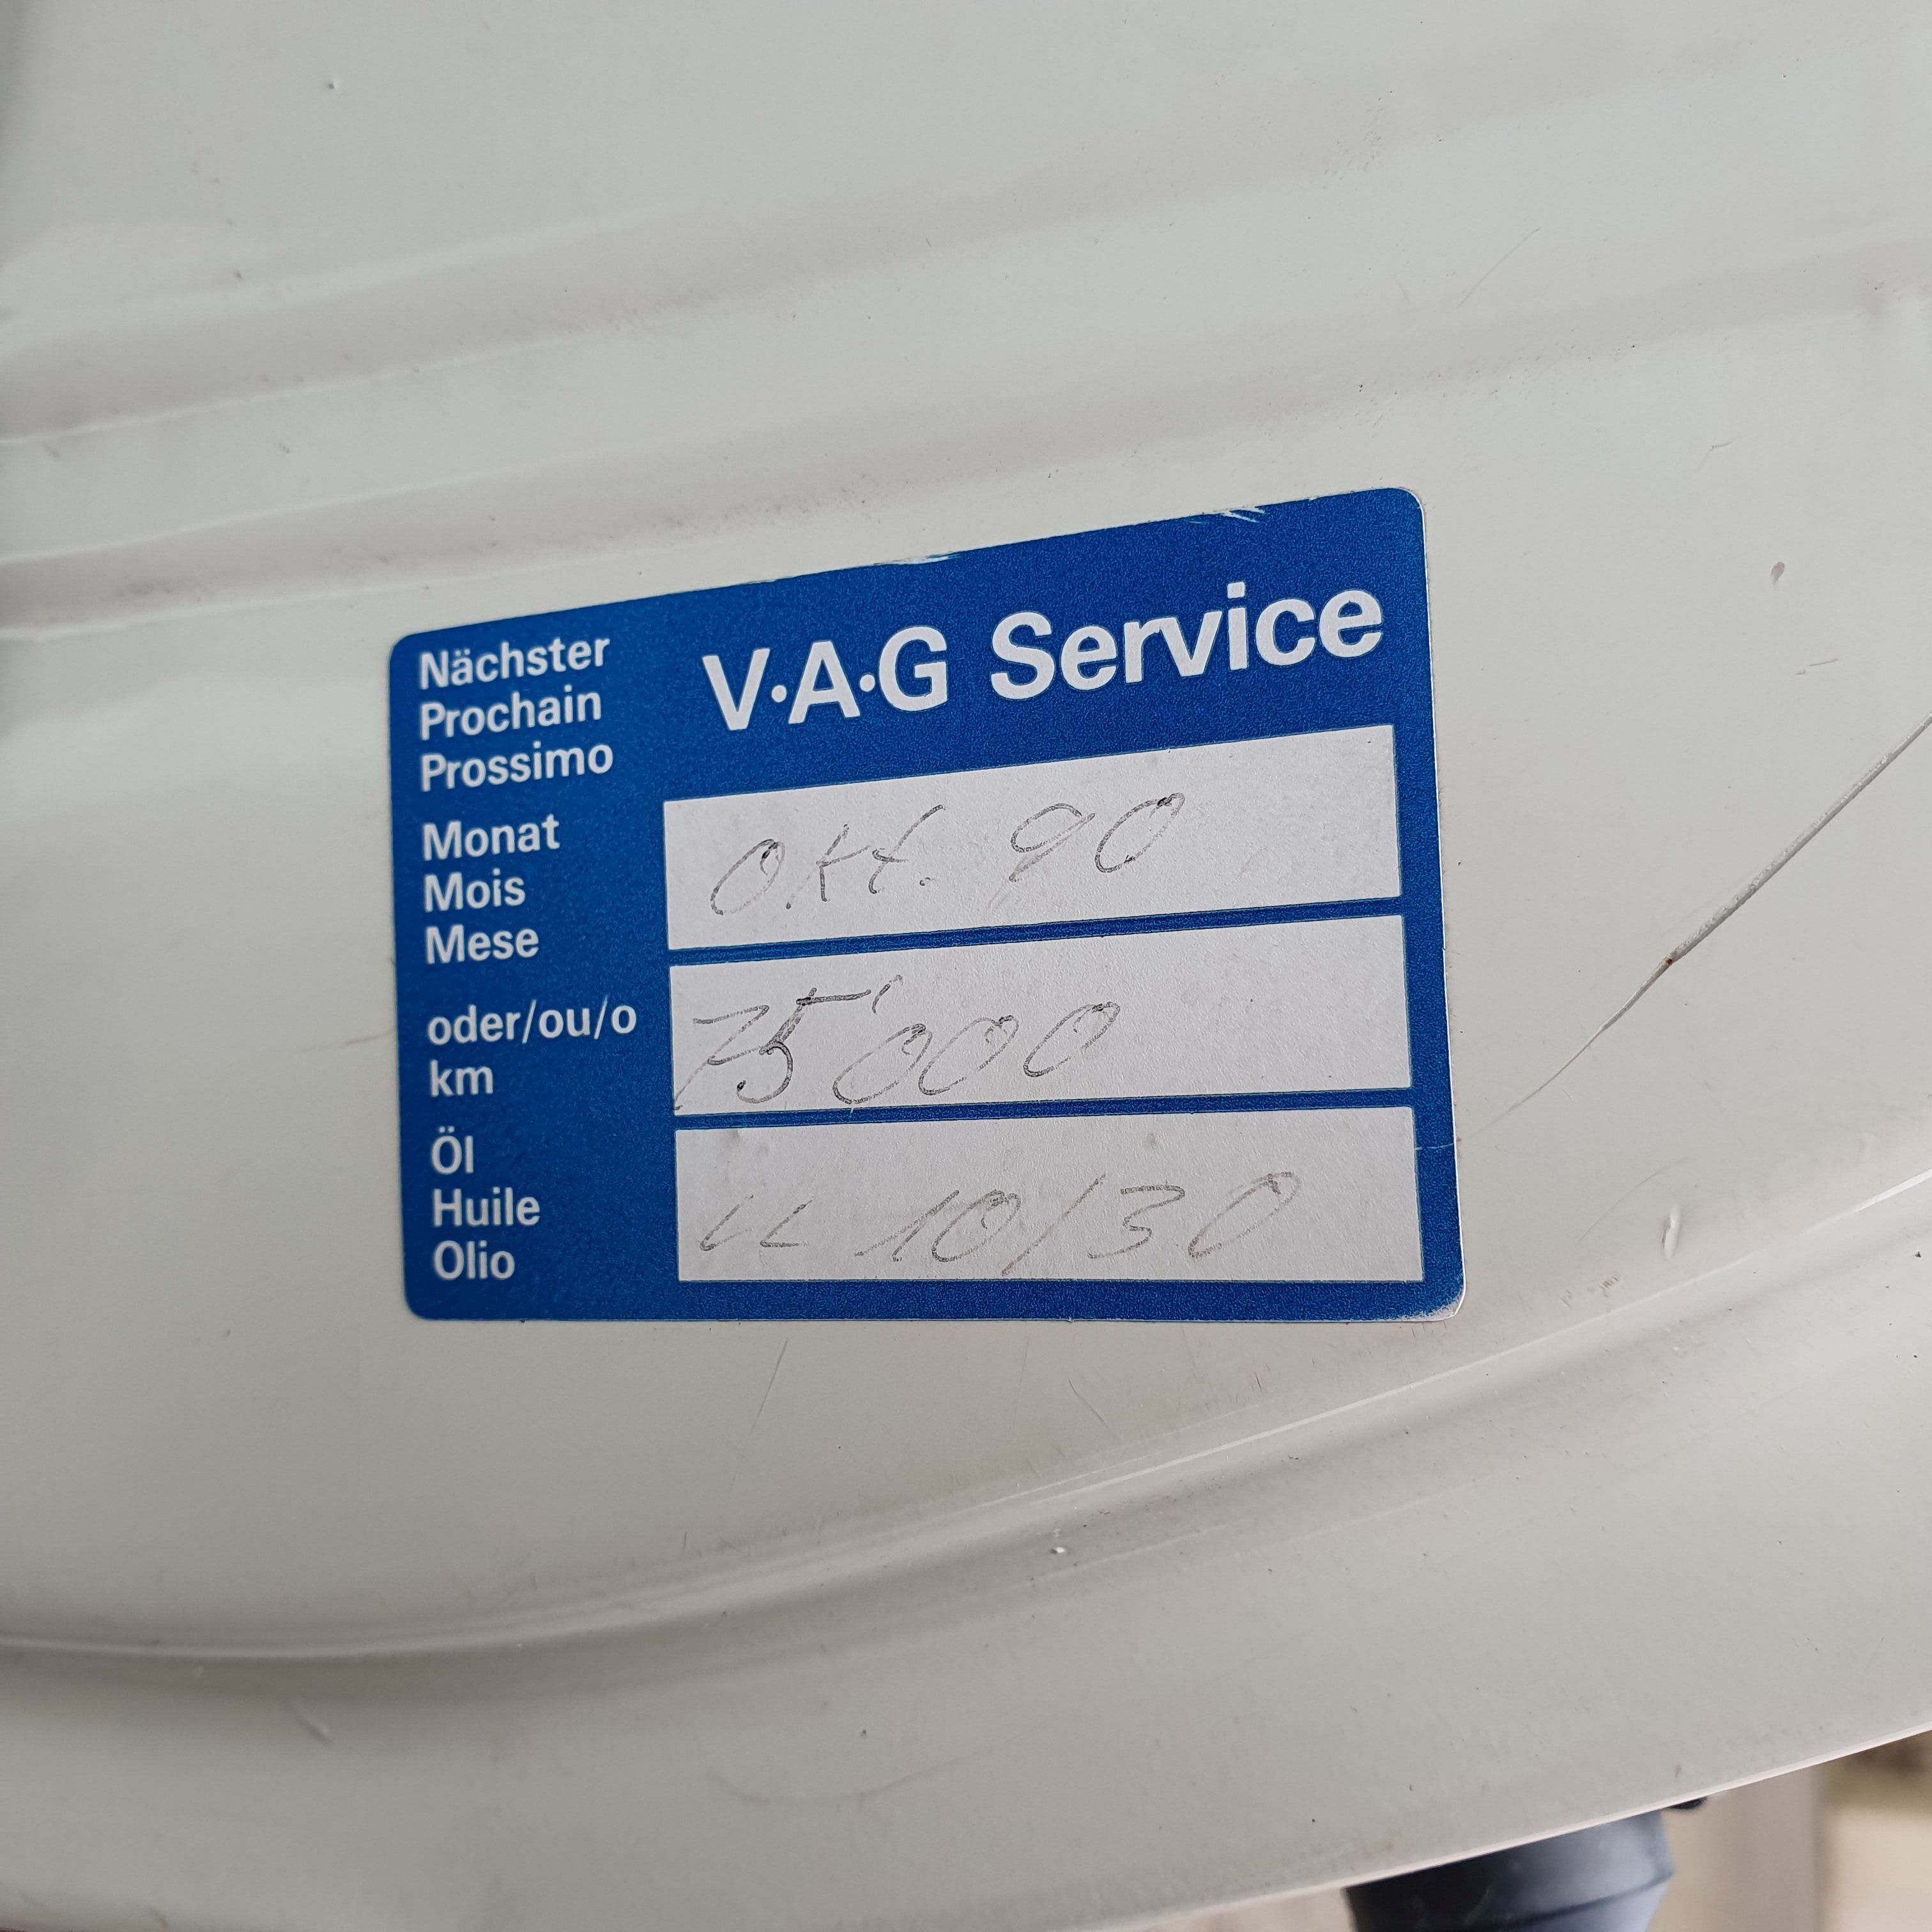 V·A·G Service
Nächster
Prochain
Prossimo
Monat
Mois
Mese
Okt. 90
oder/ou/o
km
75'000
Öl
Huile
Olio
10/30